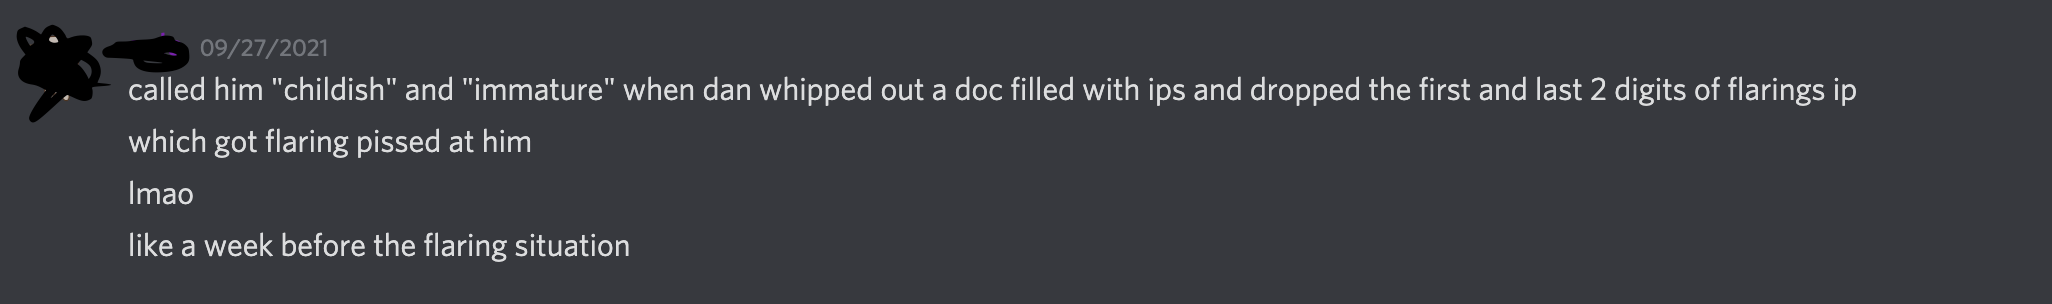 09/27/2021
called him "childish" and "immature" when dan whipped out a doc filled with ips and dropped the first and last 2 digits of flarings ip
which got flaring pissed at him
lmao
like a week before the flaring situation